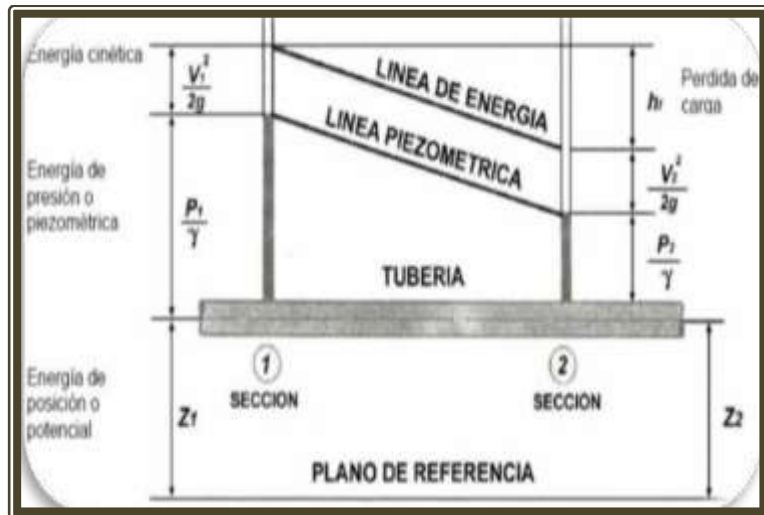 Energía cinética
V₁²
2g
LINEA DE ENERGIA
LINEA PIEZOMETRICA
hf
Perdida de
carga
V₂²
2g
Energía de
presión o
piezométrica
P₁
γ
P₂
γ
TUBERIA
1
SECCION
2
SECCION
Energía de
posición o
potencial
Z1
Z2
PLANO DE REFERENCIA